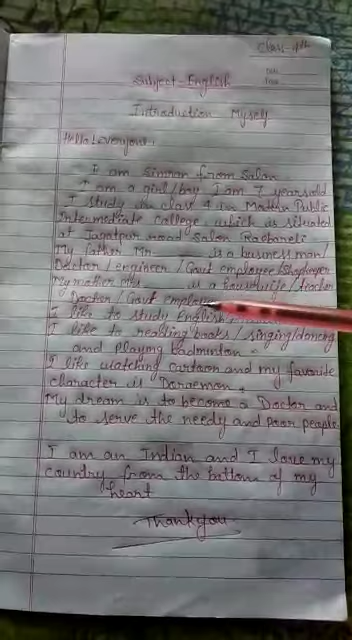 Class-4th
Subject-English
Introduction Myself
Hello Everyone!
I am Simran from Salon
I am a girl/boy I am 7 years old
I study in class 4 in Modern Public
Intermediate College which is situated
at Jagatpur road Salon Raebareli
My father Mr. is a businessman/
Doctor/engineer/Govt employee/Shopkeeper
My mother Mrs. is a housewife/teacher
Doctor/Govt employee
I like to study English
I like to reading books/singing/dancing
and playing badminton.
I like watching cartoon and my favorite
character is Doraemon.
My dream is to become a Doctor and
to serve the needy and poor people
I am an Indian and I love my
country from the bottom of my
heart
Thankyou